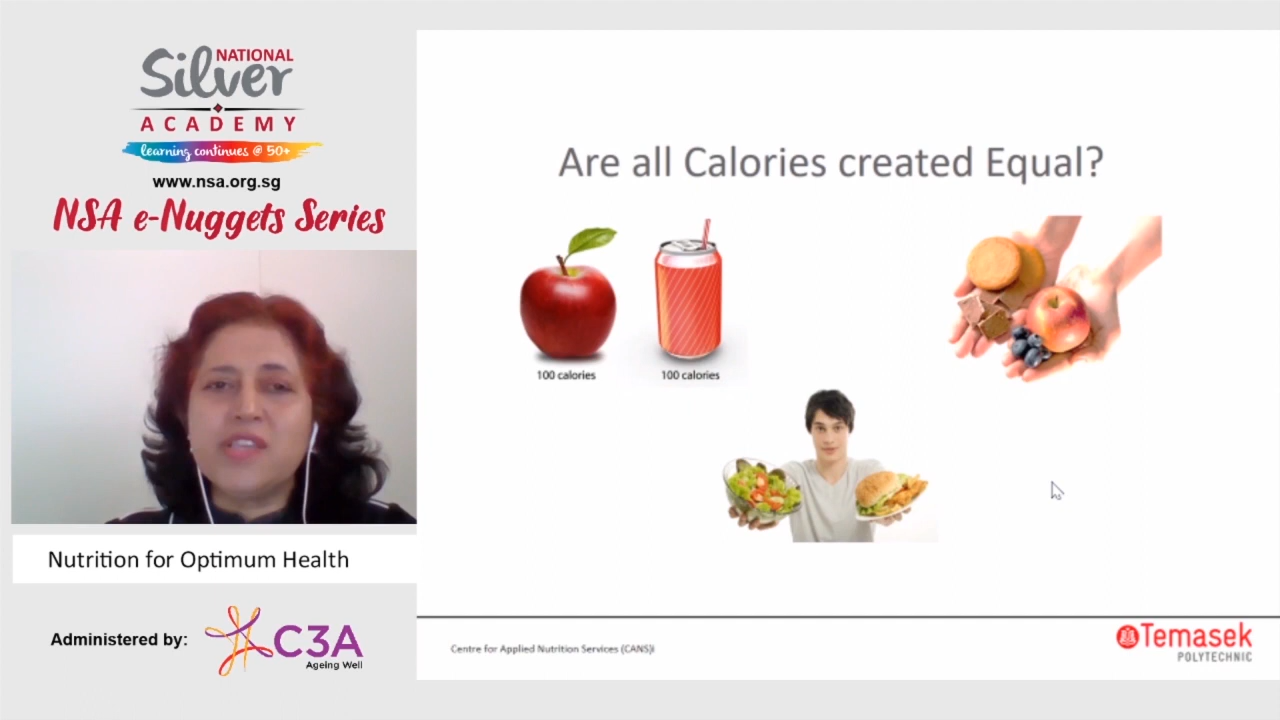 NATIONAL
Silver
ACADEMY
learning continues @ 50+
www.nsa.org.sg
NSA e-Nuggets Series
Nutrition for Optimum Health
Administered by:
C3A
Ageing Well
Are all Calories created Equal?
100 calories
100 calories
Centre for Applied Nutrition Services (CANS)i
Temasek
POLYTECHNIC